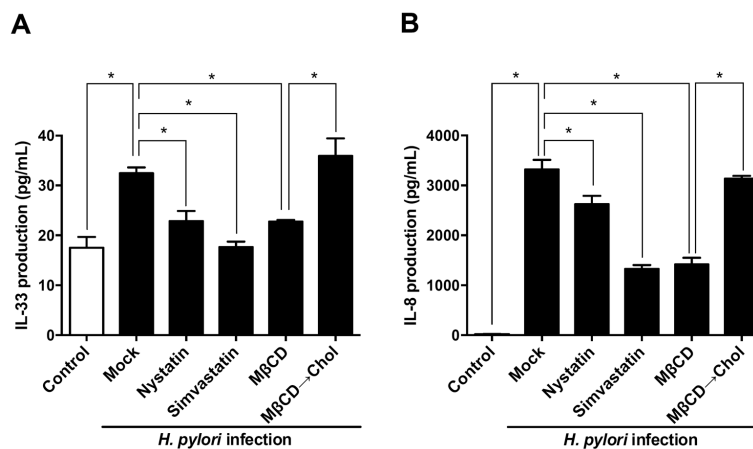 A
IL-33 production (pg/mL)
40
30
20
10
0
*
*
*
*
*
Control
Mock
Nystatin
Simvastatin
MβCD
MβCD→Chol
H. pylori infection
B
IL-8 production (pg/mL)
4000
3000
2000
1000
0
*
*
*
*
*
Control
Mock
Nystatin
Simvastatin
MβCD
MβCD→Chol
H. pylori infection